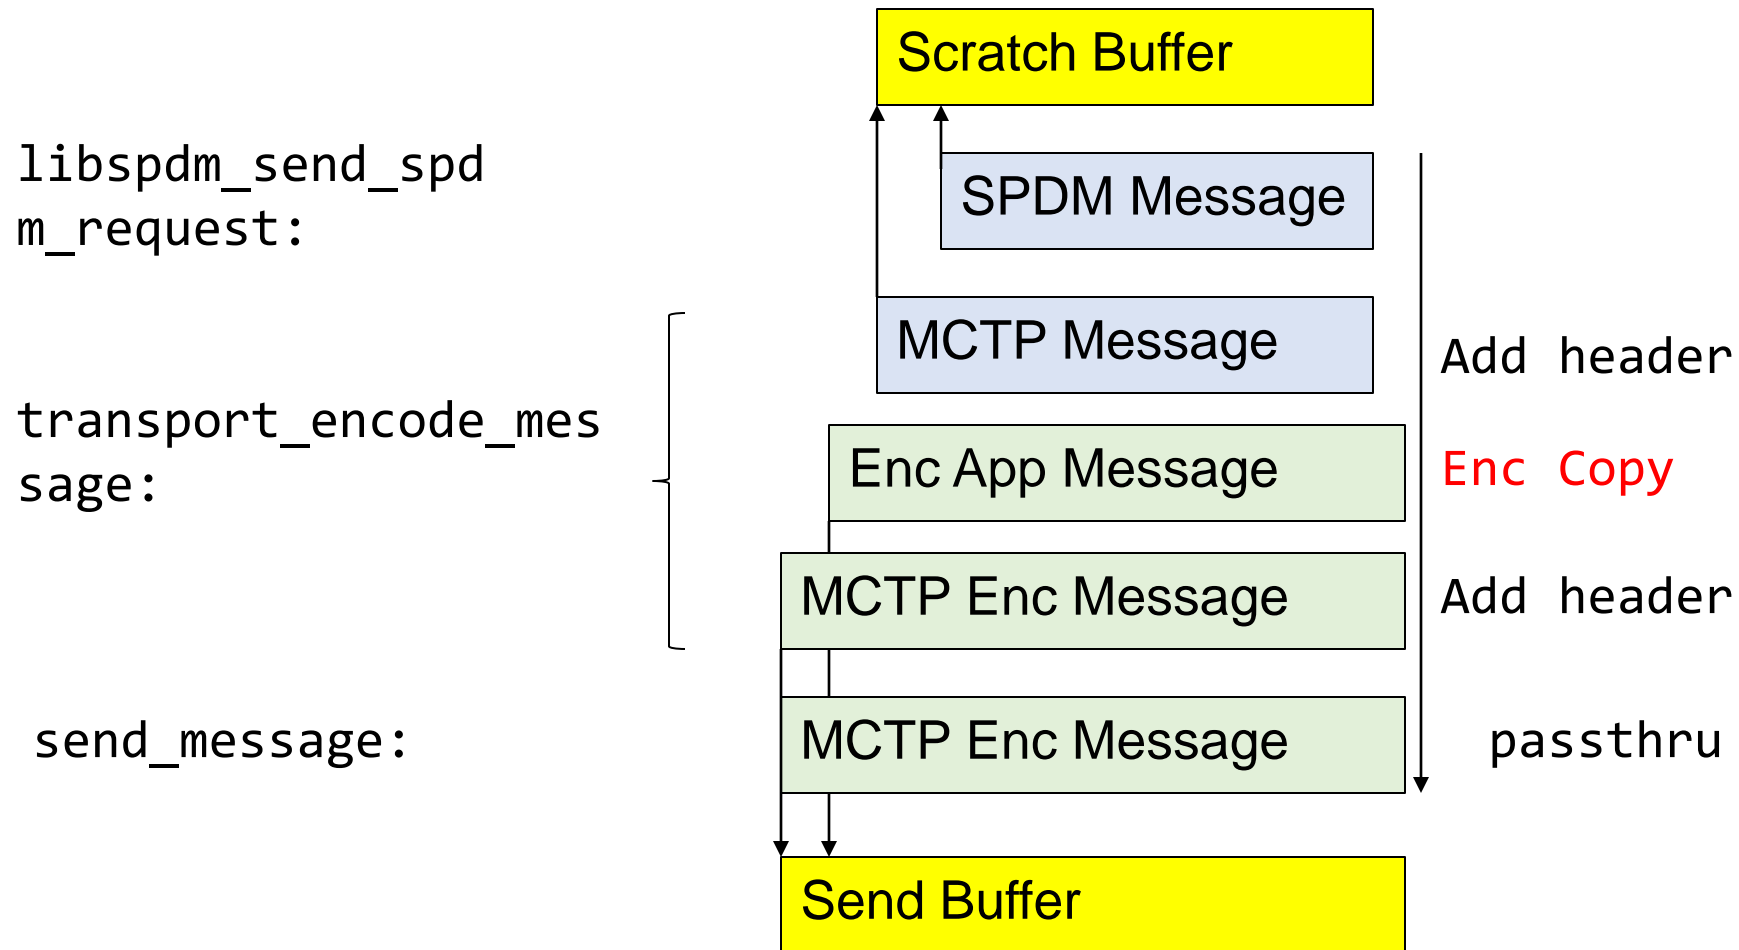 Scratch Buffer
libspdm_send_spd
m_request:
SPDM Message
MCTP Message
Add header
transport_encode_mes
sage:
Enc App Message
Enc Copy
MCTP Enc Message
Add header
send_message:
MCTP Enc Message
passthru
Send Buffer